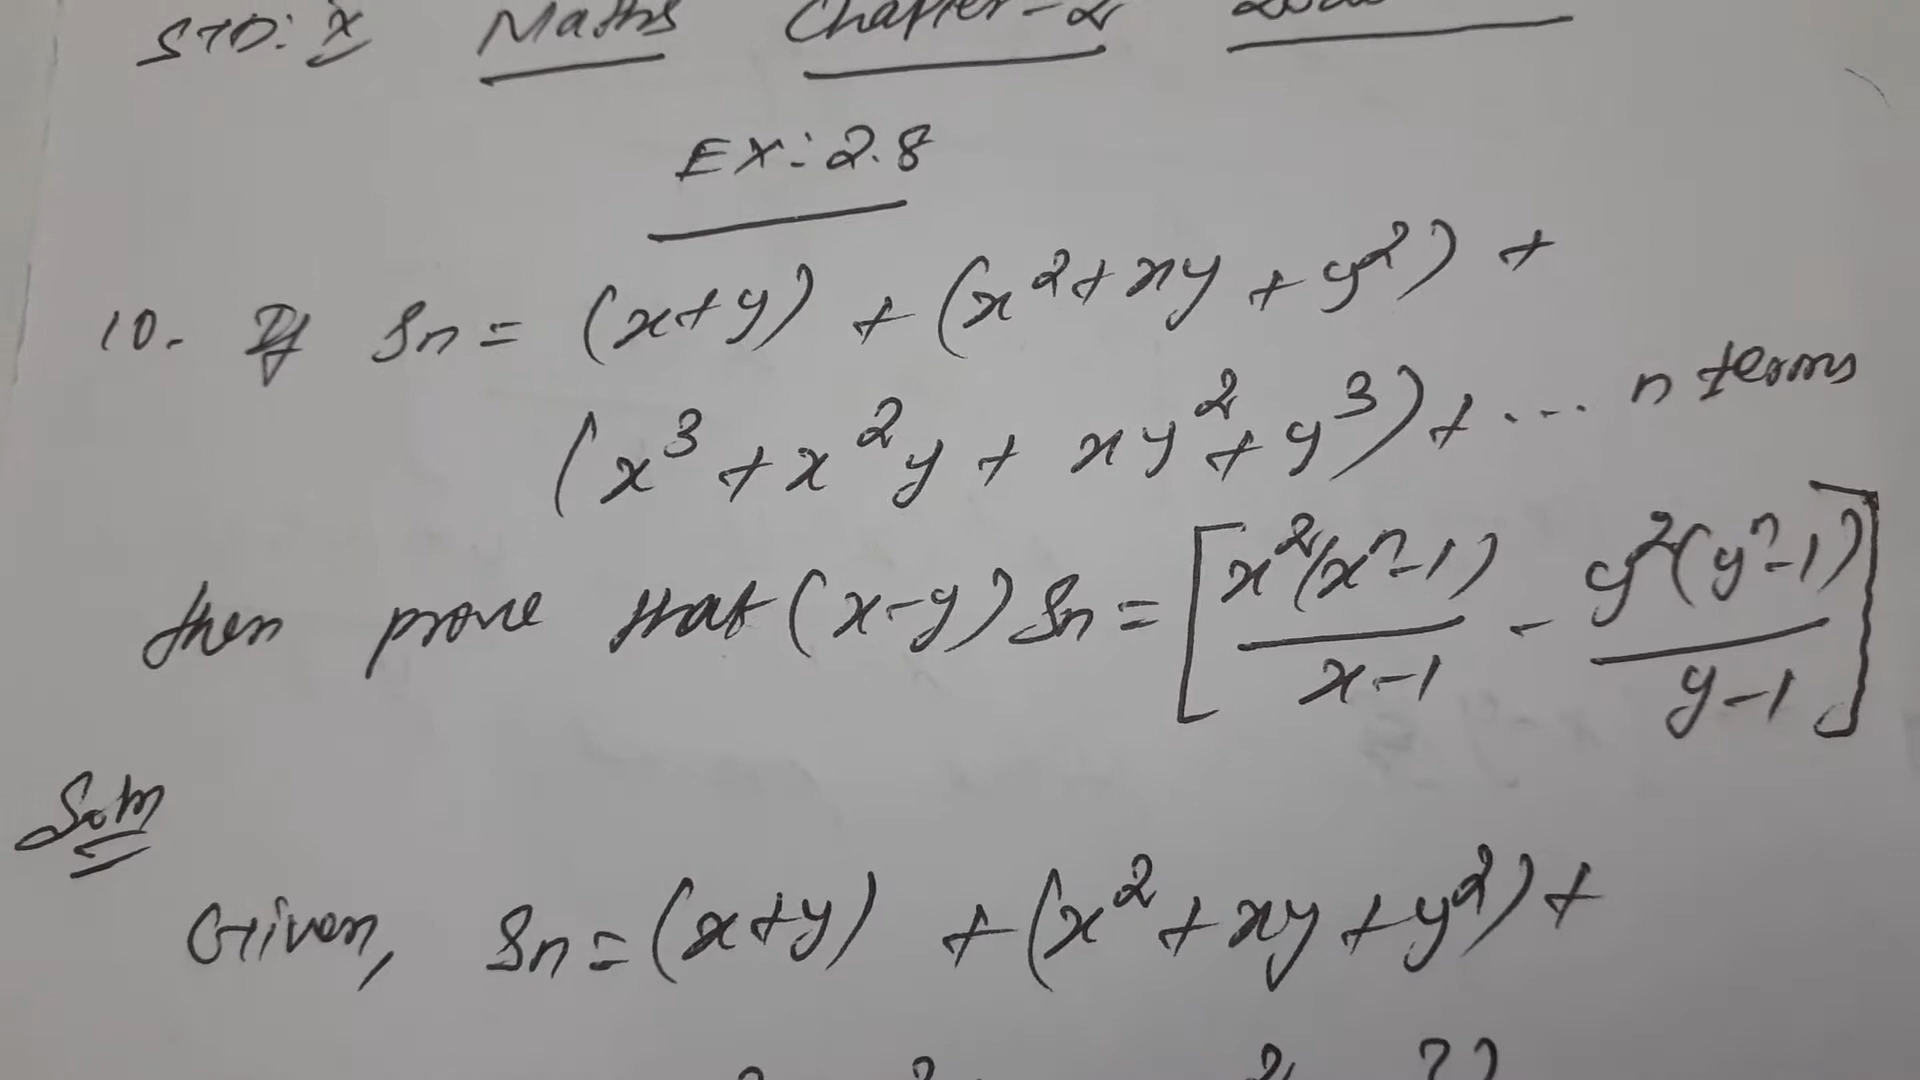 STD: X Maths Chapter-2
EX: 2.8
10. If Sn = (x+y) + (x²+xy+y²) +
(x³+x²y+xy²+y³)+... n terms
then prove that (x-y) Sn = [x²(xⁿ-1)/x-1 - y²(yⁿ-1)/y-1]
Soln
Given, Sn = (x+y) + (x²+xy+y²)+